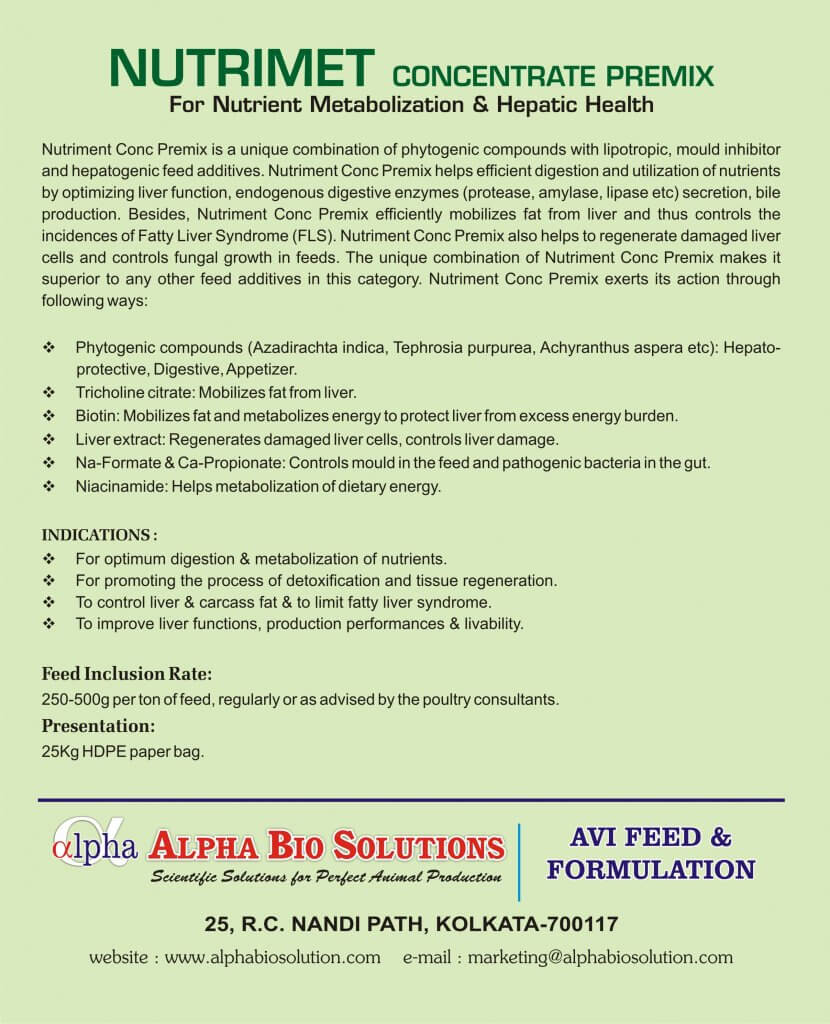 NUTRIMET CONCENTRATE PREMIX
For Nutrient Metabolization & Hepatic Health
Nutriment Conc Premix is a unique combination of phytogenic compounds with lipotropic, mould inhibitor
and hepatogenic feed additives. Nutriment Conc Premix helps efficient digestion and utilization of nutrients
by optimizing liver function, endogenous digestive enzymes (protease, amylase, lipase etc) secretion, bile
production. Besides, Nutriment Conc Premix efficiently mobilizes fat from liver and thus controls the
incidences of Fatty Liver Syndrome (FLS). Nutriment Conc Premix also helps to regenerate damaged liver
cells and controls fungal growth in feeds. The unique combination of Nutriment Conc Premix makes it
superior to any other feed additives in this category. Nutriment Conc Premix exerts its action through
following ways:
❖ Phytogenic compounds (Azadirachta indica, Tephrosia purpurea, Achyranthus aspera etc): Hepato-
protective, Digestive, Appetizer.
❖ Tricholine citrate: Mobilizes fat from liver.
❖ Biotin: Mobilizes fat and metabolizes energy to protect liver from excess energy burden.
❖ Liver extract: Regenerates damaged liver cells, controls liver damage.
❖ Na-Formate & Ca-Propionate: Controls mould in the feed and pathogenic bacteria in the gut.
❖ Niacinamide: Helps metabolization of dietary energy.
INDICATIONS :
❖ For optimum digestion & metabolization of nutrients.
❖ For promoting the process of detoxification and tissue regeneration.
❖ To control liver & carcass fat & to limit fatty liver syndrome.
❖ To improve liver functions, production performances & livability.
Feed Inclusion Rate:
250-500g per ton of feed, regularly or as advised by the poultry consultants.
Presentation:
25Kg HDPE paper bag.
αlpha ALPHA BIO SOLUTIONS
Scientific Solutions for Perfect Animal Production
AVI FEED &
FORMULATION
25, R.C. NANDI PATH, KOLKATA-700117
website : www.alphabiosolution.com e-mail : marketing@alphabiosolution.com